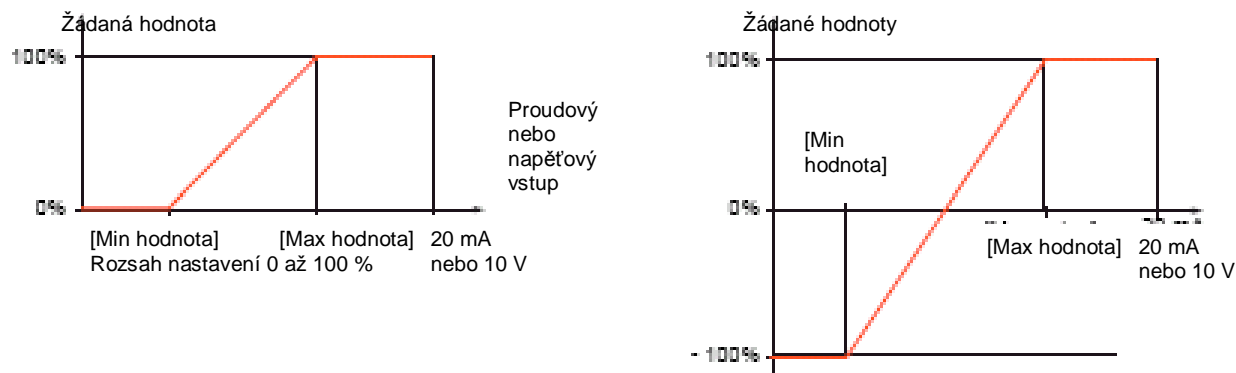 Žádaná hodnota
100%
0%
Proudový
nebo
napěťový
vstup
[Min hodnota]
[Max hodnota]
20 mA
nebo 10 V
Rozsah nastavení 0 až 100 %
Žádané hodnoty
100%
[Min
hodnota]
0%
[Max hodnota]
20 mA
nebo 10 V
- 100%